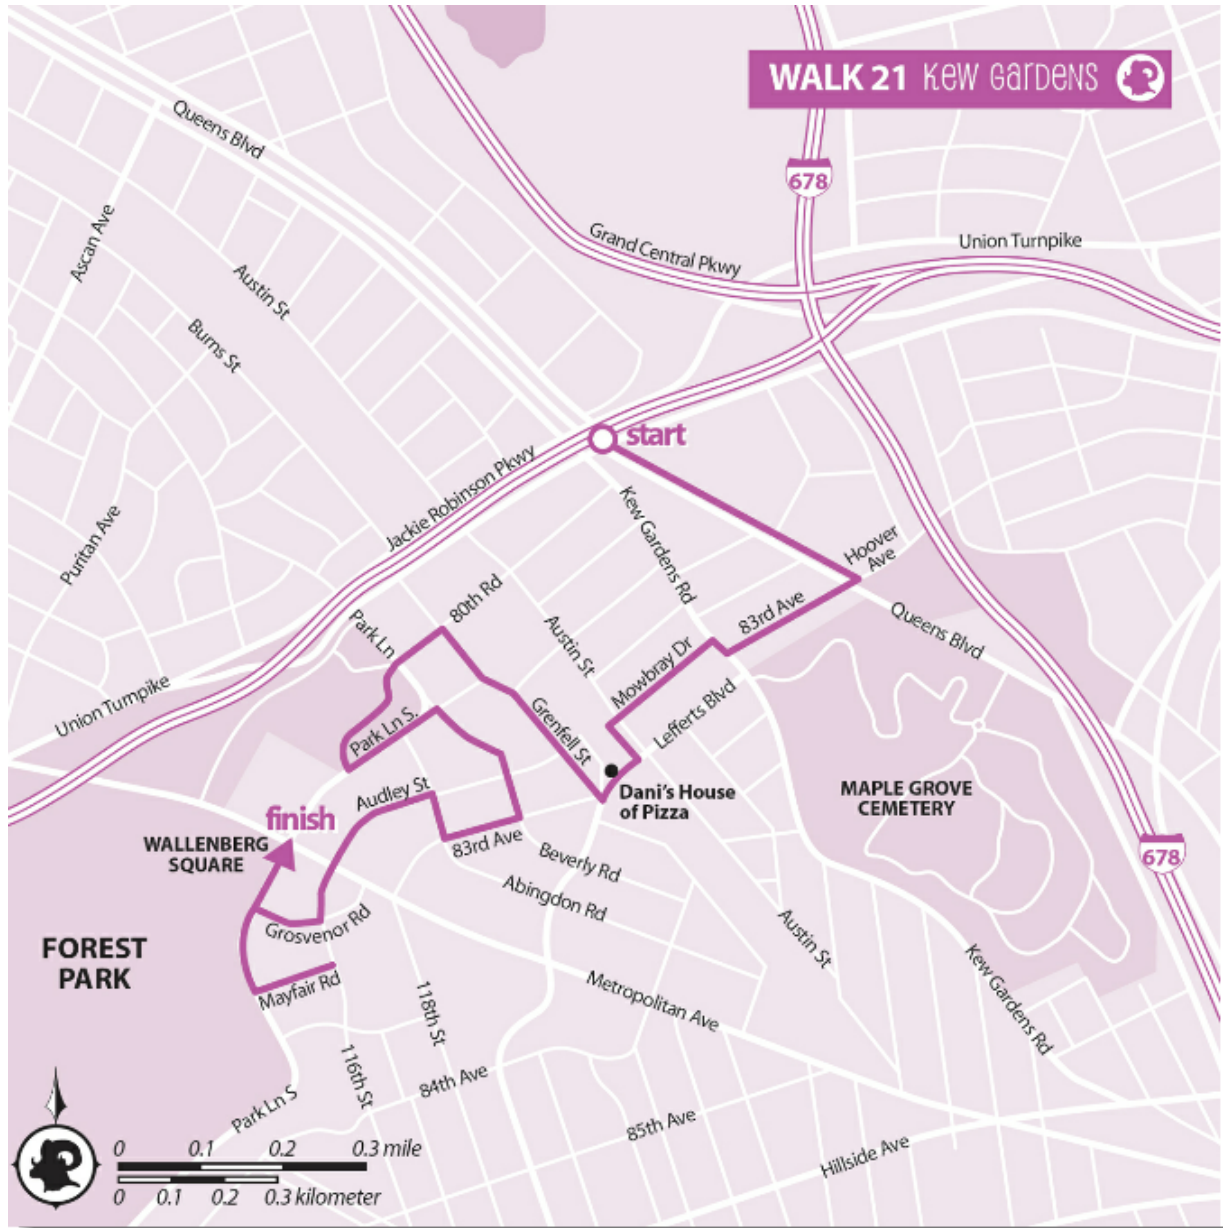 WALK 21 Kew Gardens
Queens Blvd
678
Ascan Ave
Grand Central Pkwy
Union Turnpike
Austin St
Burns St
start
Jackie Robinson Pkwy
Kew Gardens Rd
Puritan Ave
Hoover
Ave
80th Rd
83rd Ave
Queens Blvd
Park Ln
Austin St
Mowbray Dr
Union Turnpike
Lefferts Blvd
Park Ln S.
Grenfell St
Dani's House
of Pizza
MAPLE GROVE
CEMETERY
Audley St
finish
WALLENBERG
SQUARE
83rd Ave
Beverly Rd
678
Abingdon Rd
Grosvenor Rd
Austin St
FOREST
PARK
Mayfair Rd
Metropolitan Ave
Kew Gardens Rd
118th St
116th St
84th Ave
Park Ln S
85th Ave
Hillside Ave
0 0.1 0.2 0.3 mile
0 0.1 0.2 0.3 kilometer